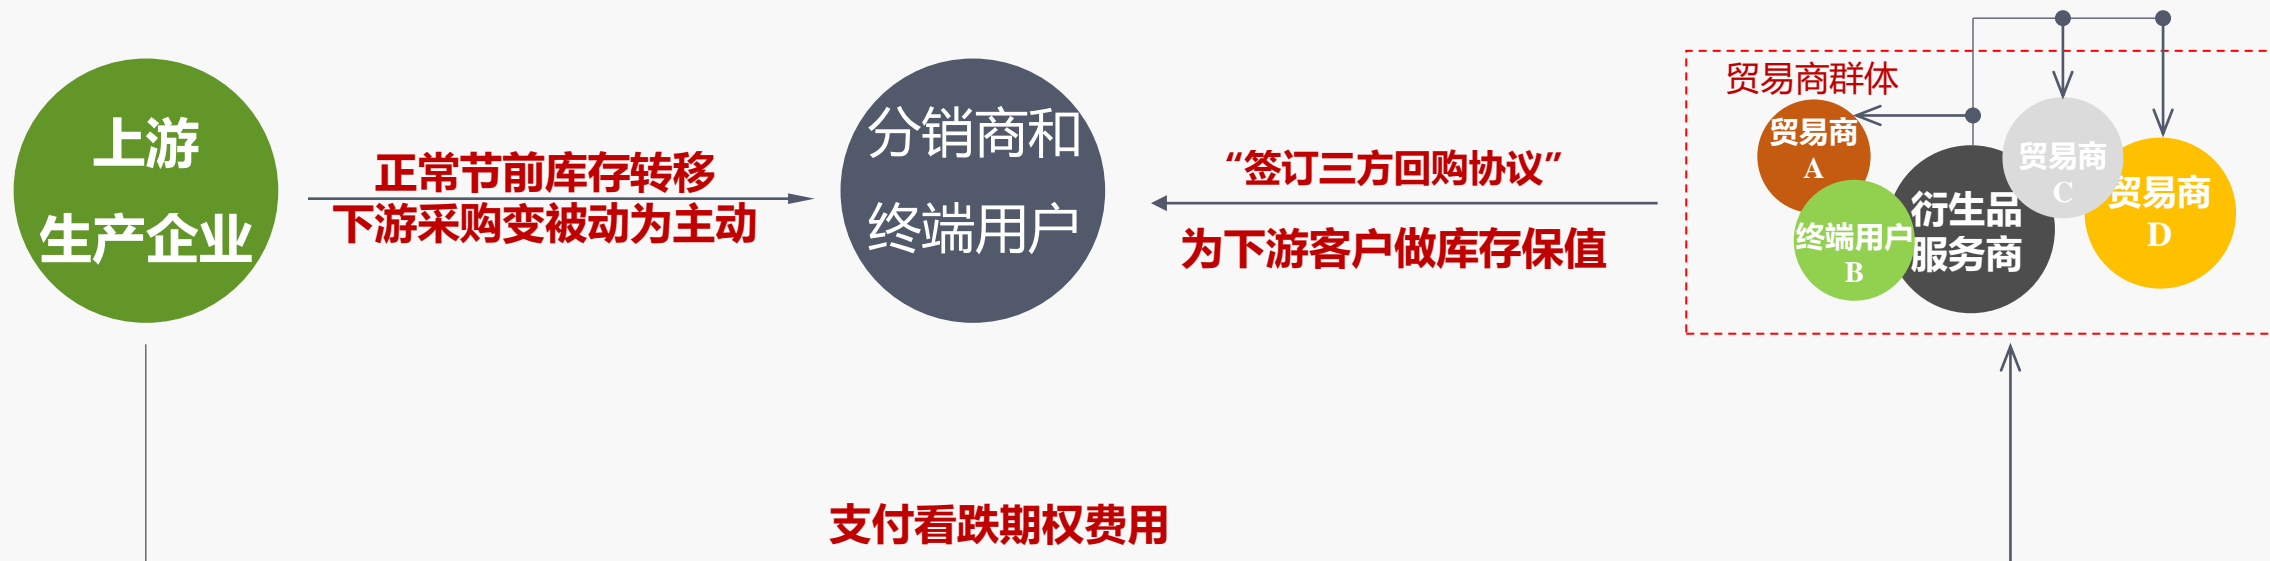 上游
生产企业
正常节前库存转移
下游采购变被动为主动
分销商和
终端用户
“签订三方回购协议”
为下游客户做库存保值
贸易商群体
贸易商
A
终端用户
B
衍生品
服务商
贸易商
C
贸易商
D
支付看跌期权费用